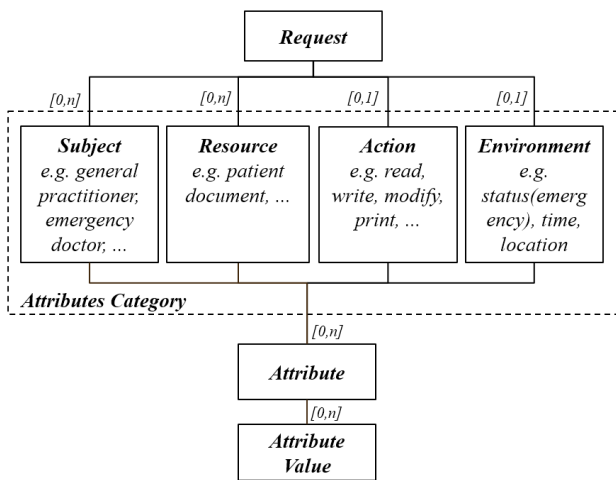 Request
[0,n]
[0,n]
[0,1]
[0,1]
Subject
e.g. general
practitioner,
emergency
doctor, ...
Resource
e.g. patient
document, ...
Action
e.g. read,
write, modify,
print, ...
Environment
e.g.
status(emerg
ency), time,
location
Attributes Category
[0,n]
Attribute
[0,n]
Attribute
Value